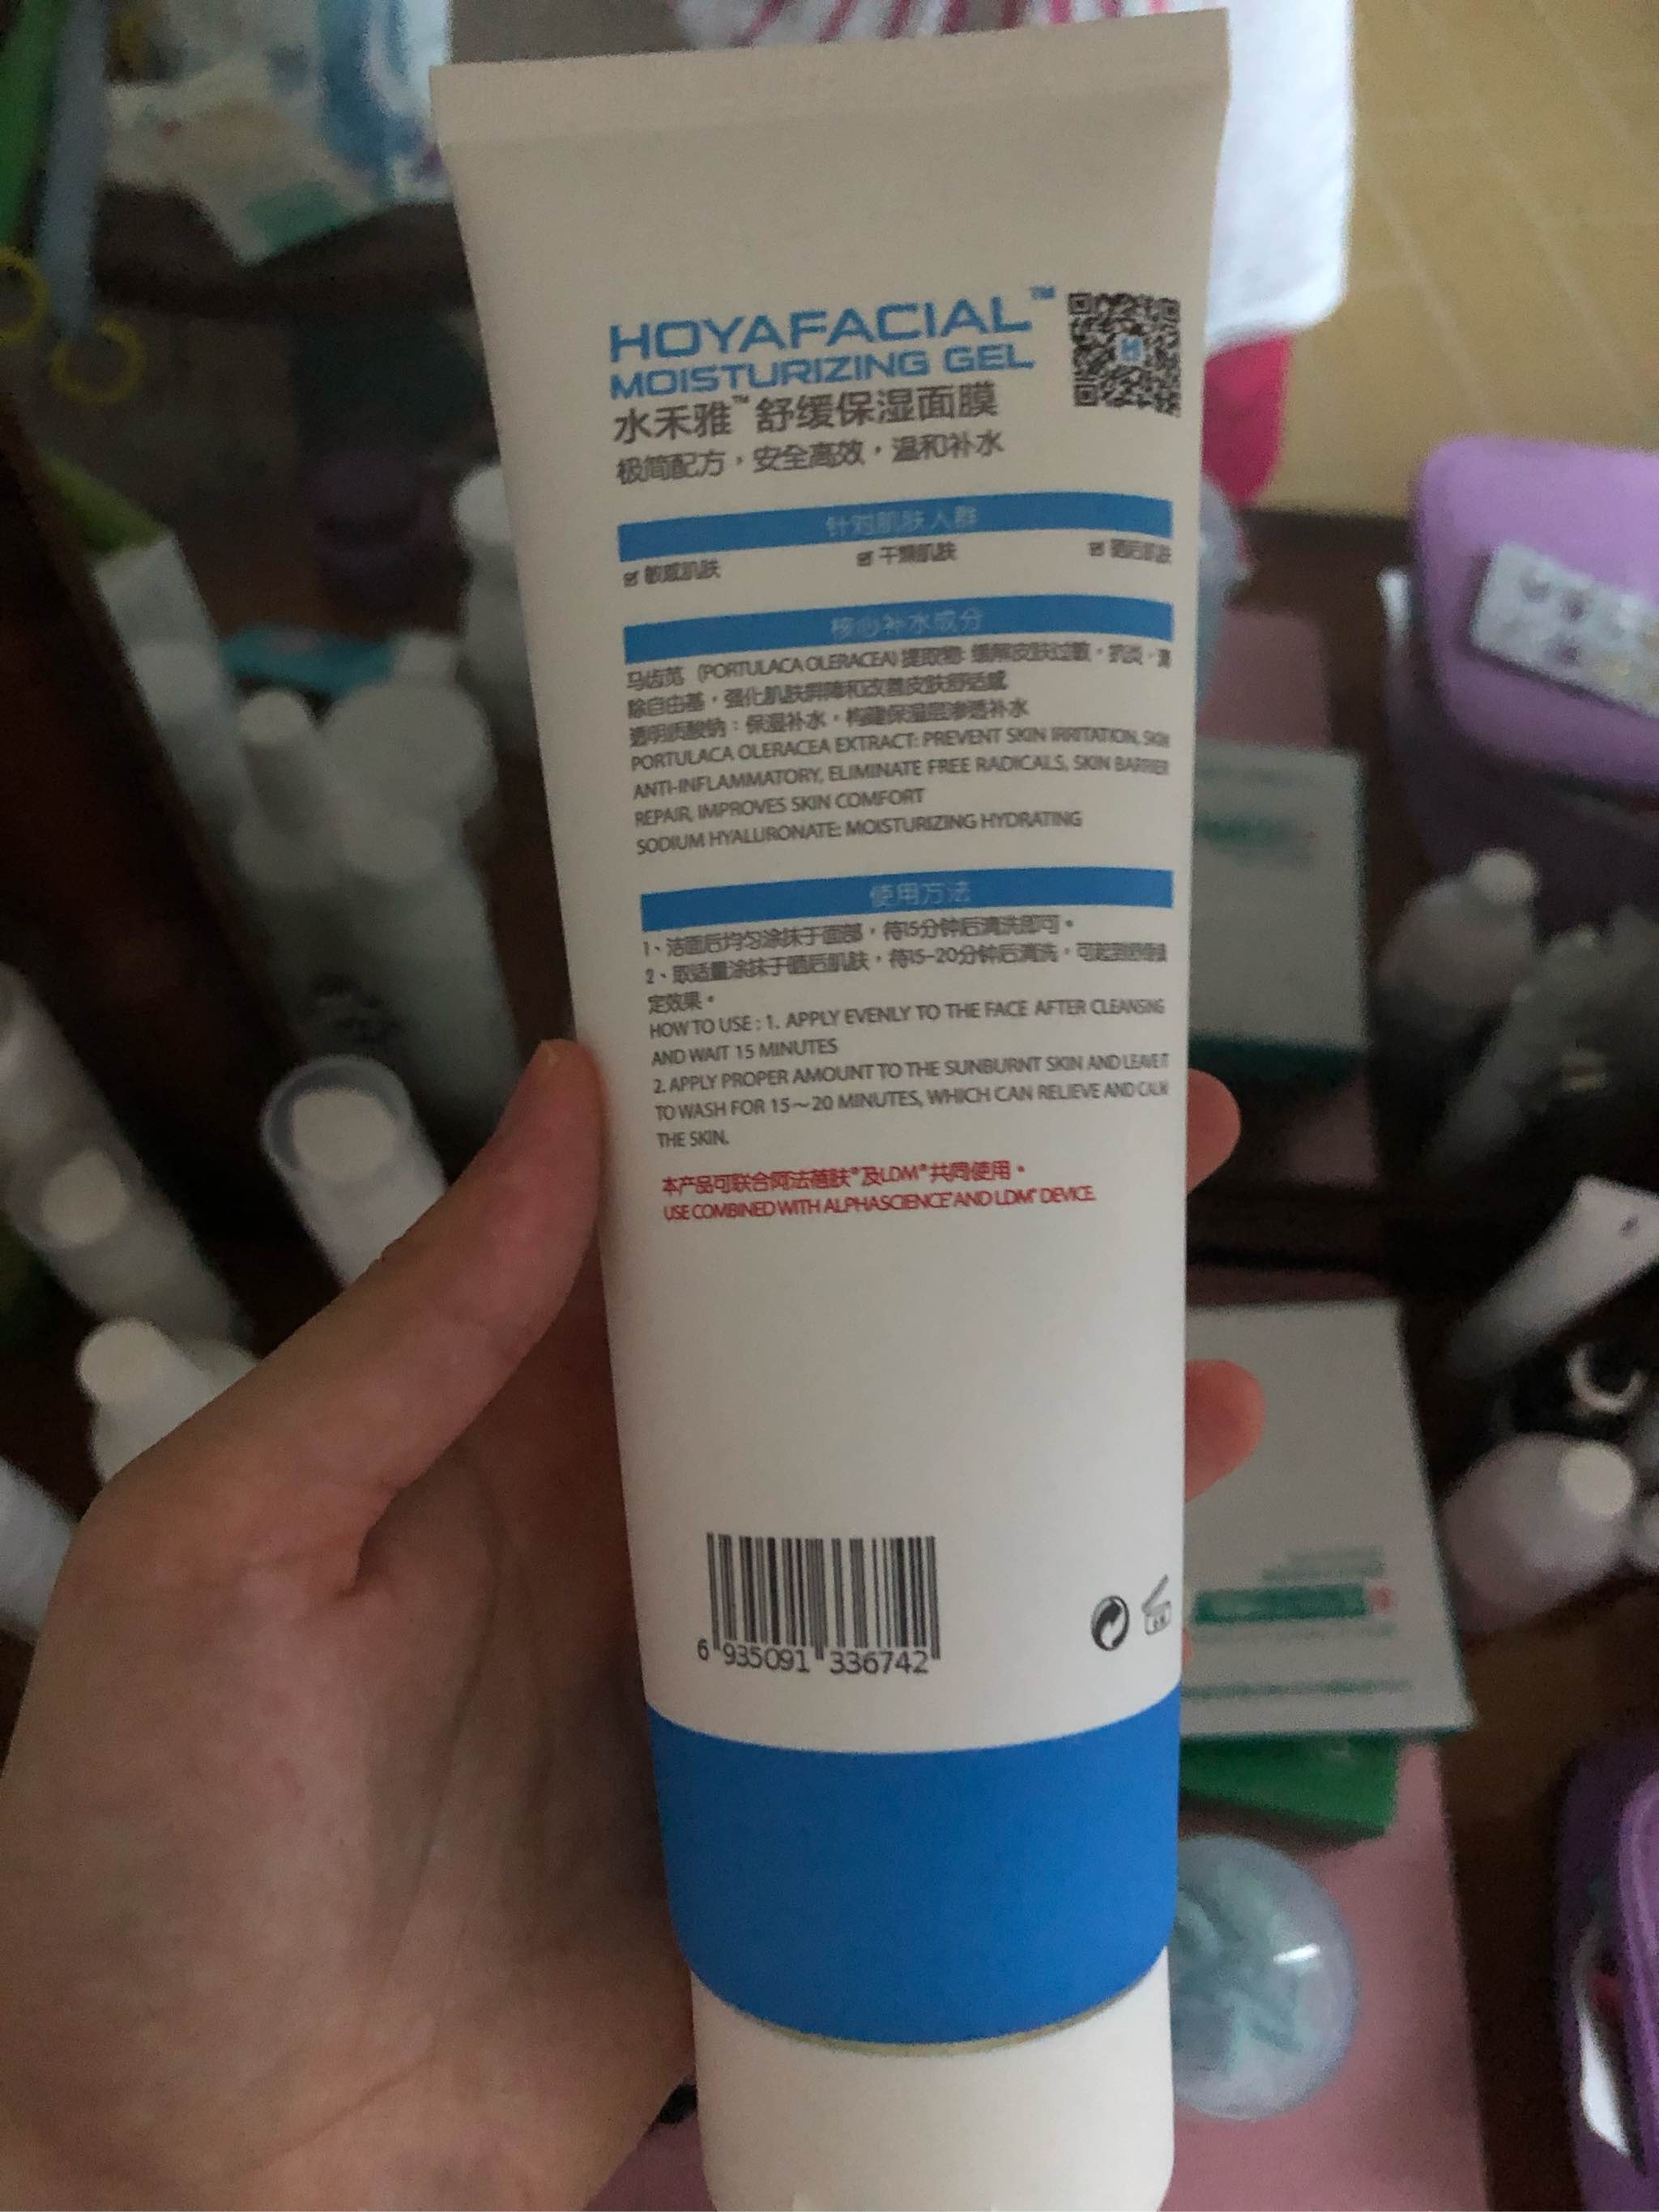 HOYAFACIAL™
MOISTURIZING GEL
水禾雅™舒缓保湿面膜
极简配方，安全高效，温和补水
针对肌肤人群
敏感肌肤 干燥肌肤 晒后肌肤
核心补水成分
马齿苋 (PORTULACA OLERACEA) 提取物: 缓解皮肤过敏，抗炎，清
除自由基，强化肌肤屏障和改善皮肤舒适感
透明质酸钠：保湿补水，构建保湿层渗透补水
PORTULACA OLERACEA EXTRACT: PREVENT SKIN IRRITATION, SKIN
ANTI-INFLAMMATORY, ELIMINATE FREE RADICALS, SKIN BARRIER
REPAIR, IMPROVES SKIN COMFORT
SODIUM HYALURONATE: MOISTURIZING HYDRATING
使用方法
1、洁面后均匀涂抹于面部，待15分钟后清洗即可。
2、取适量涂抹于晒后肌肤，待15-20分钟后清洗，可起到舒缓镇
定效果。
HOW TO USE : 1. APPLY EVENLY TO THE FACE AFTER CLEANSING
AND WAIT 15 MINUTES
2. APPLY PROPER AMOUNT TO THE SUNBURNT SKIN AND LEAVE IT
TO WASH FOR 15～20 MINUTES, WHICH CAN RELIEVE AND CALM
THE SKIN.
本产品可联合阿法蓓肤®及LDM®共同使用。
USE COMBINED WITH ALPHASCIENCE® AND LDM® DEVICE.
6 935091 336742